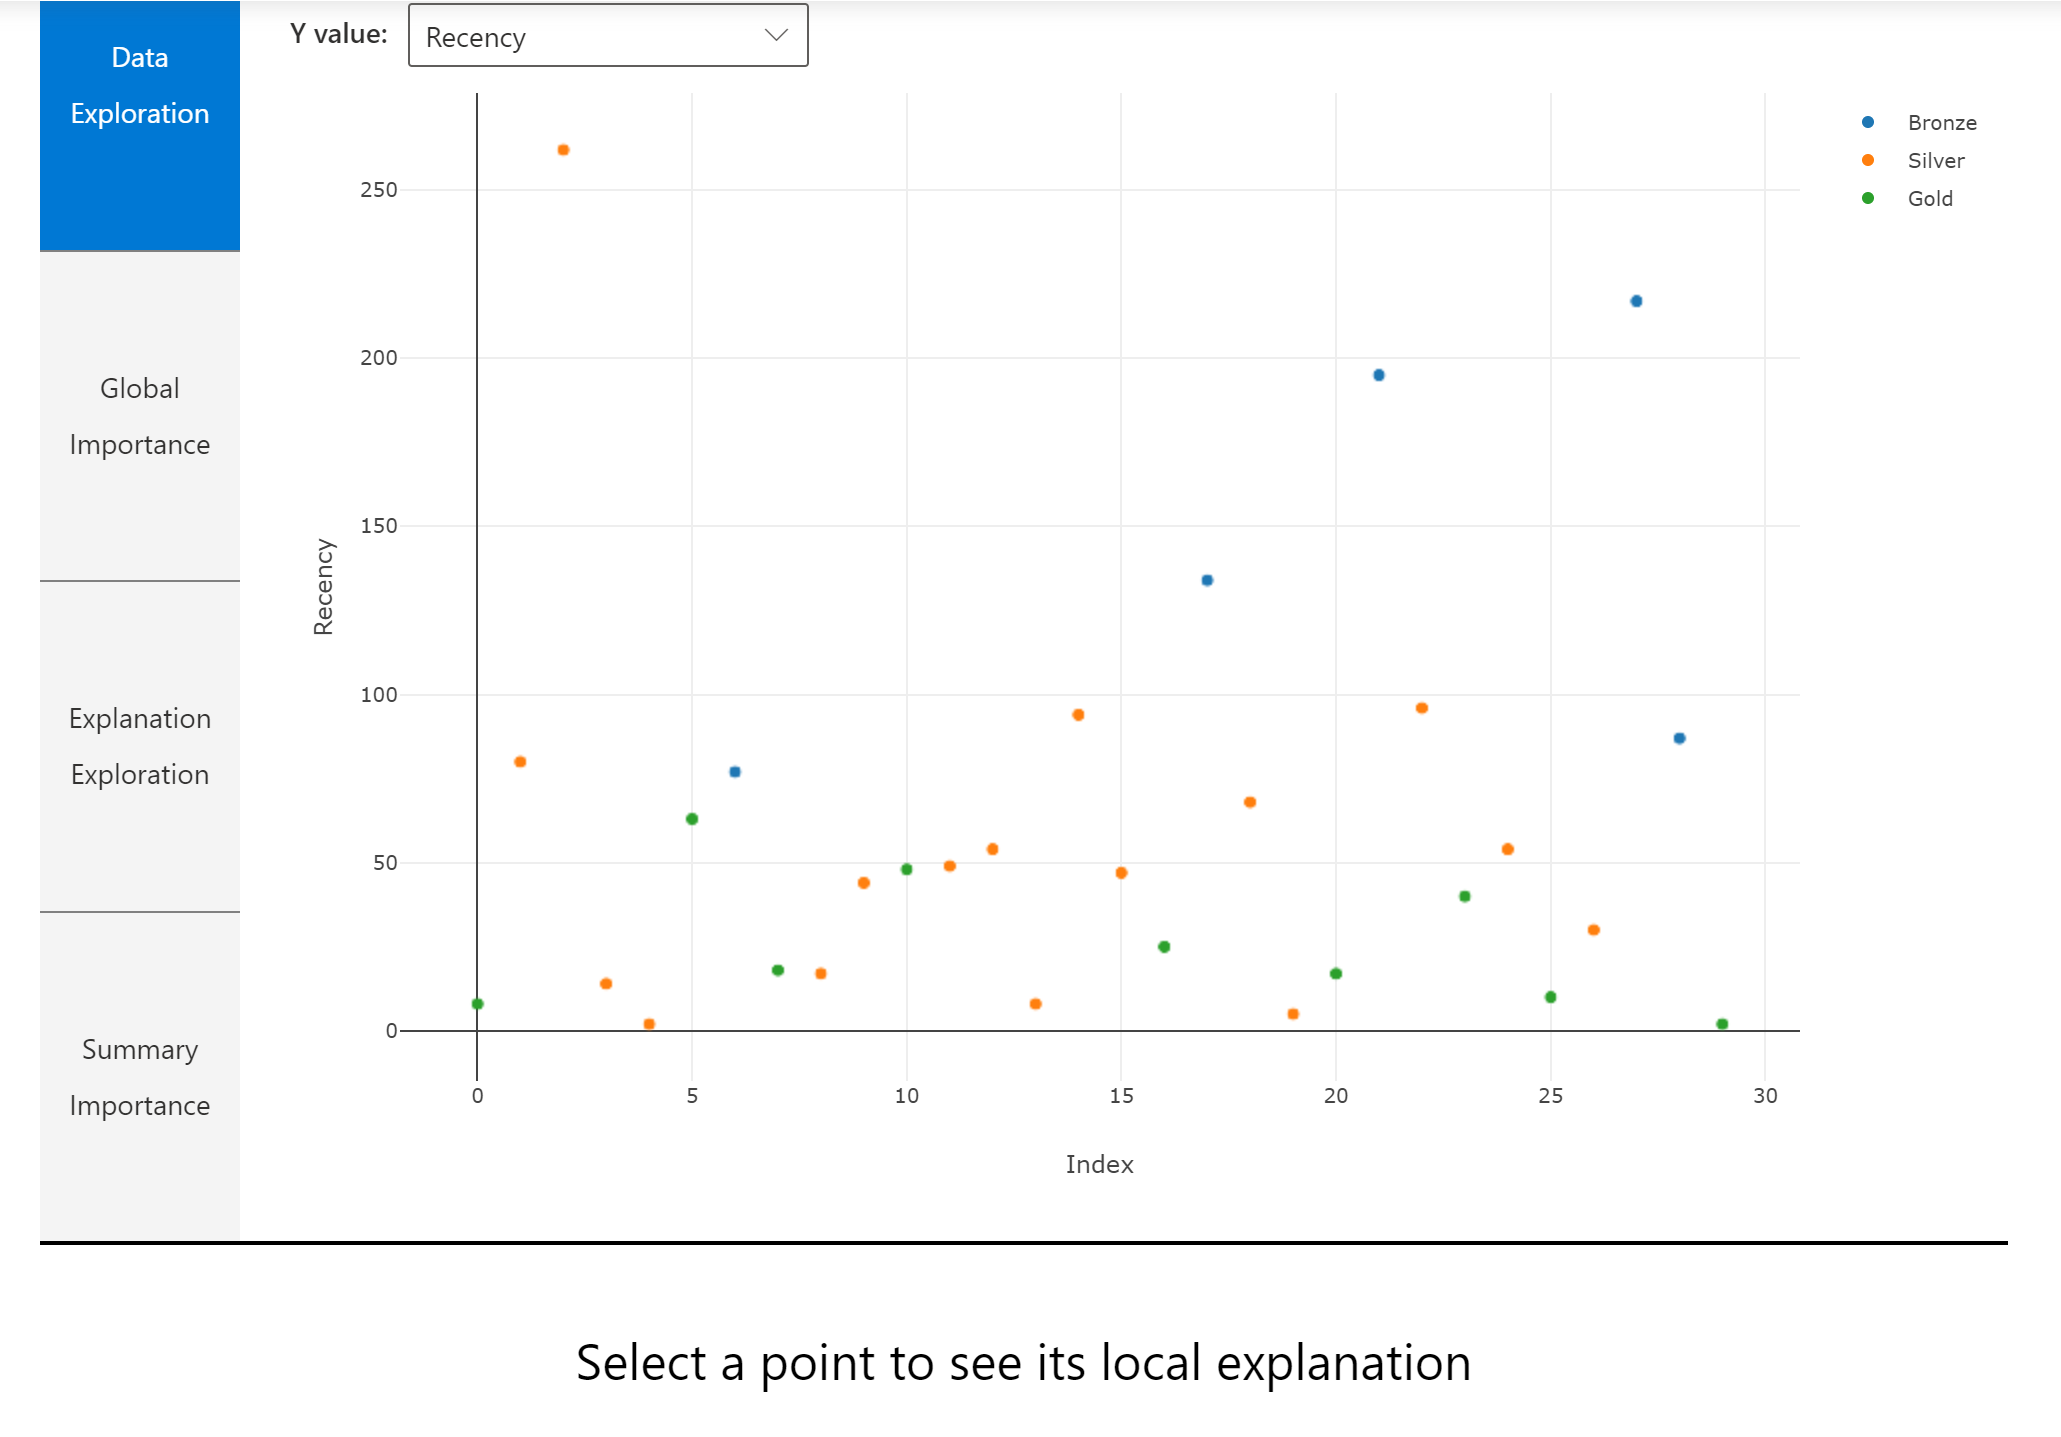 Data
Exploration
Global
Importance
Explanation
Exploration
Summary
Importance
Y value:
Recency
Recency
250
200
150
100
50
0
0 5 10 15 20 25 30
Index
Bronze
Silver
Gold
Select a point to see its local explanation